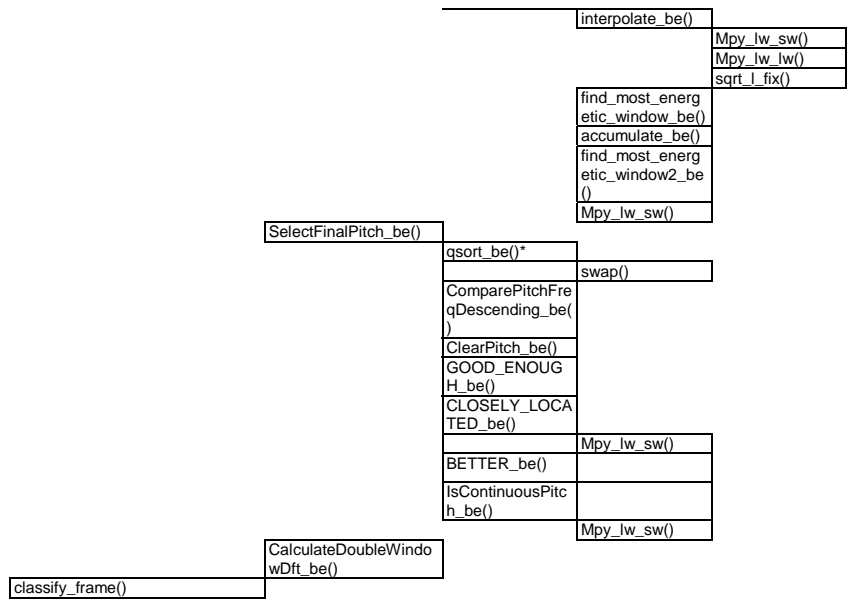 interpolate_be()
Mpy_lw_sw()
Mpy_lw_lw()
sqrt_l_fix()
find_most_energ
etic_window_be()
accumulate_be()
find_most_energ
etic_window2_be
()
Mpy_lw_sw()
SelectFinalPitch_be()
qsort_be()*
swap()
ComparePitchFre
qDescending_be(
)
ClearPitch_be()
GOOD_ENOUG
H_be()
CLOSELY_LOCA
TED_be()
Mpy_lw_sw()
BETTER_be()
IsContinuousPitc
h_be()
Mpy_lw_sw()
CalculateDoubleWindo
wDft_be()
classify_frame()